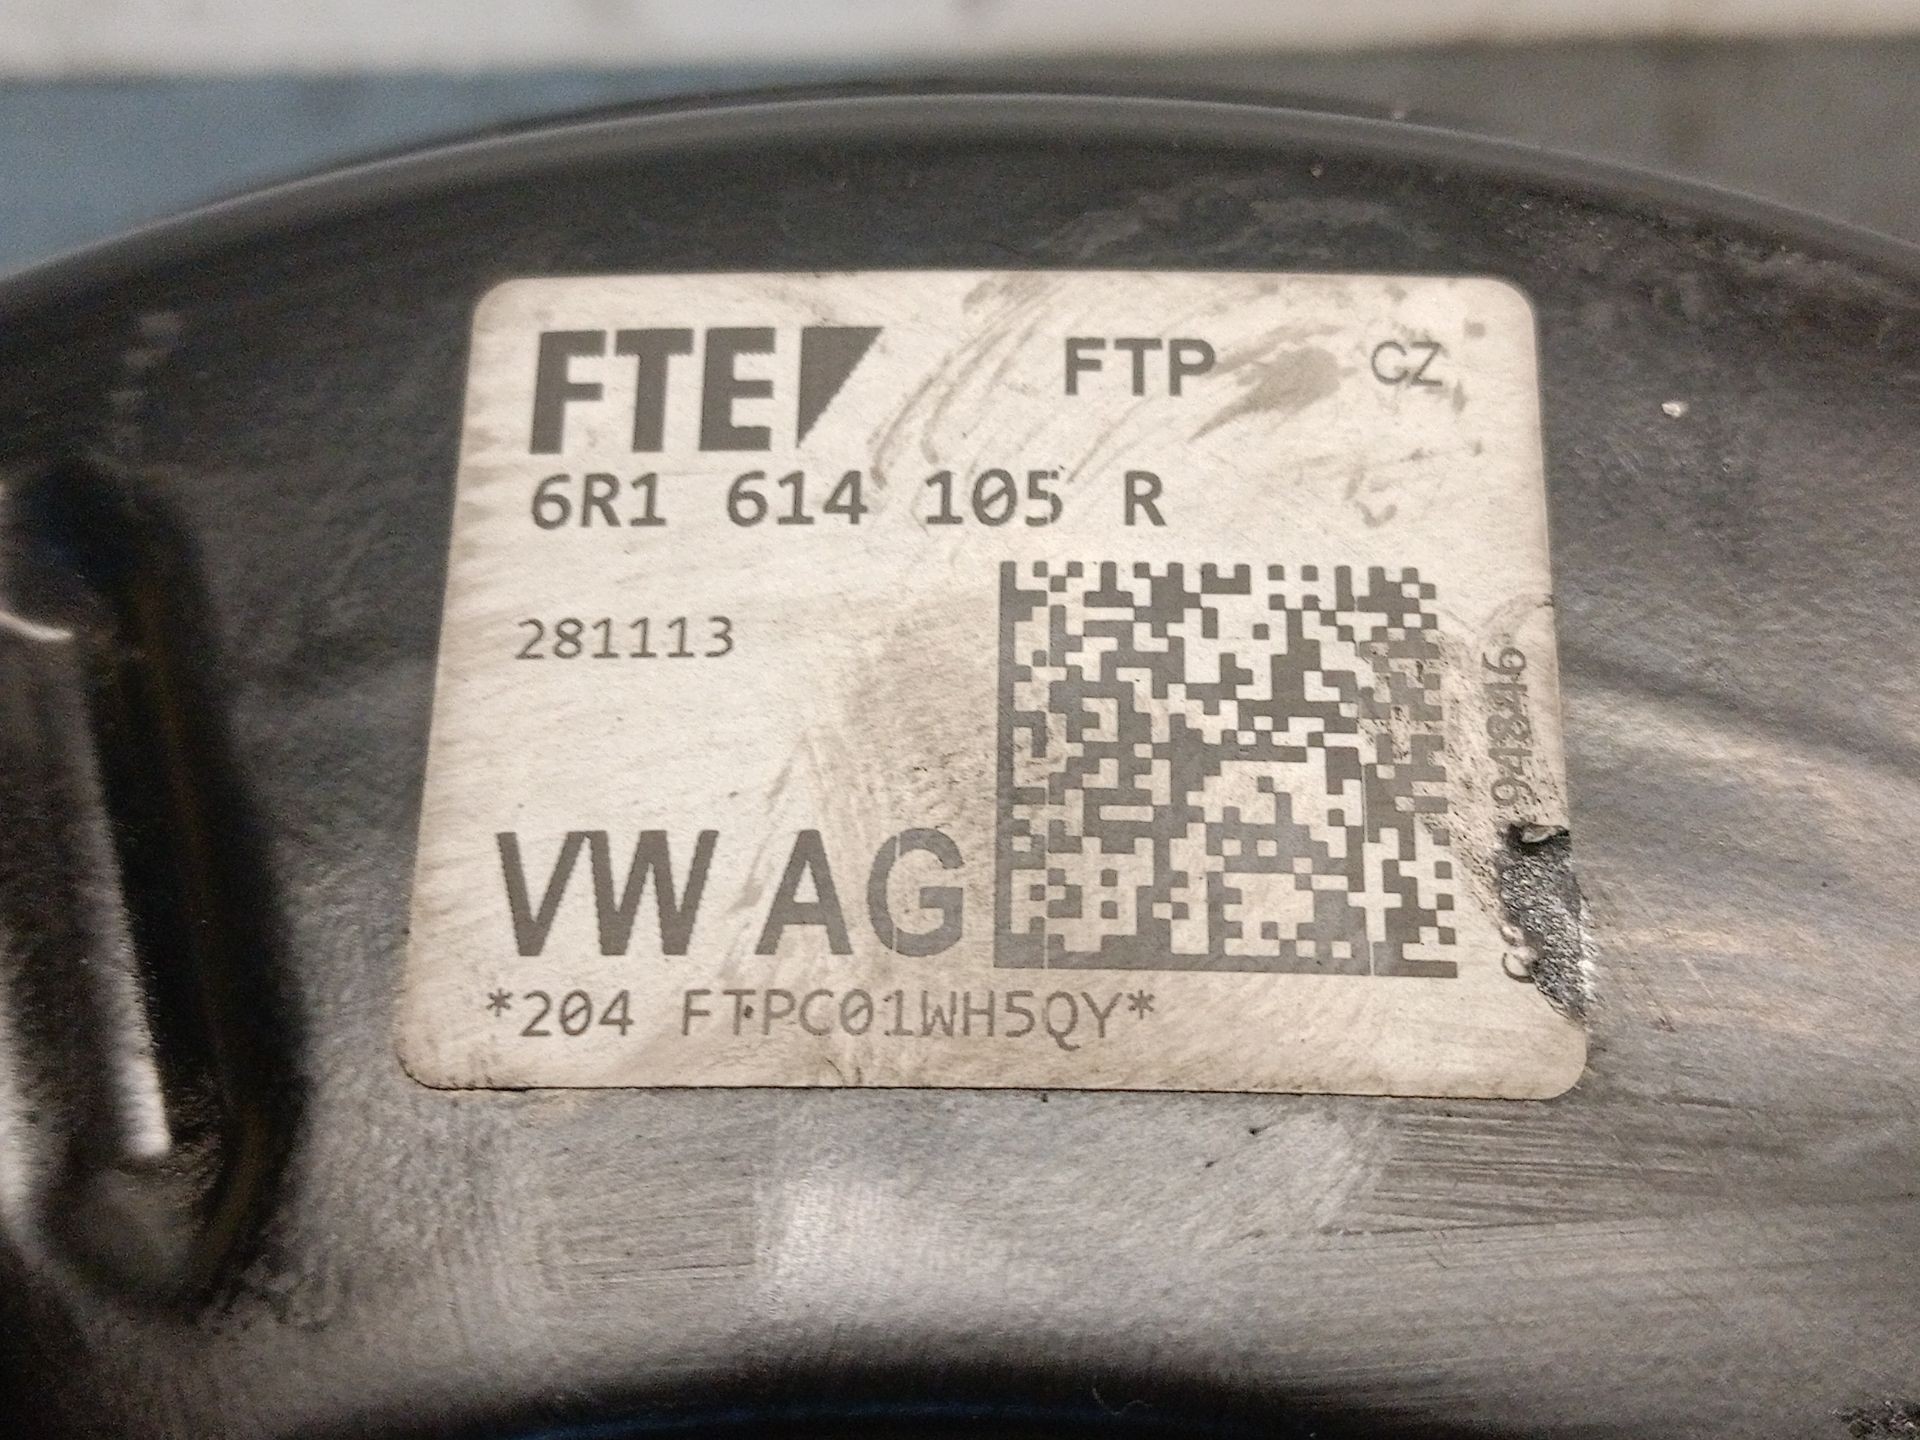 FTE FTP CZ
6R1 614 105 R
281113
VW AG
*204 FTPC01WH5QY*